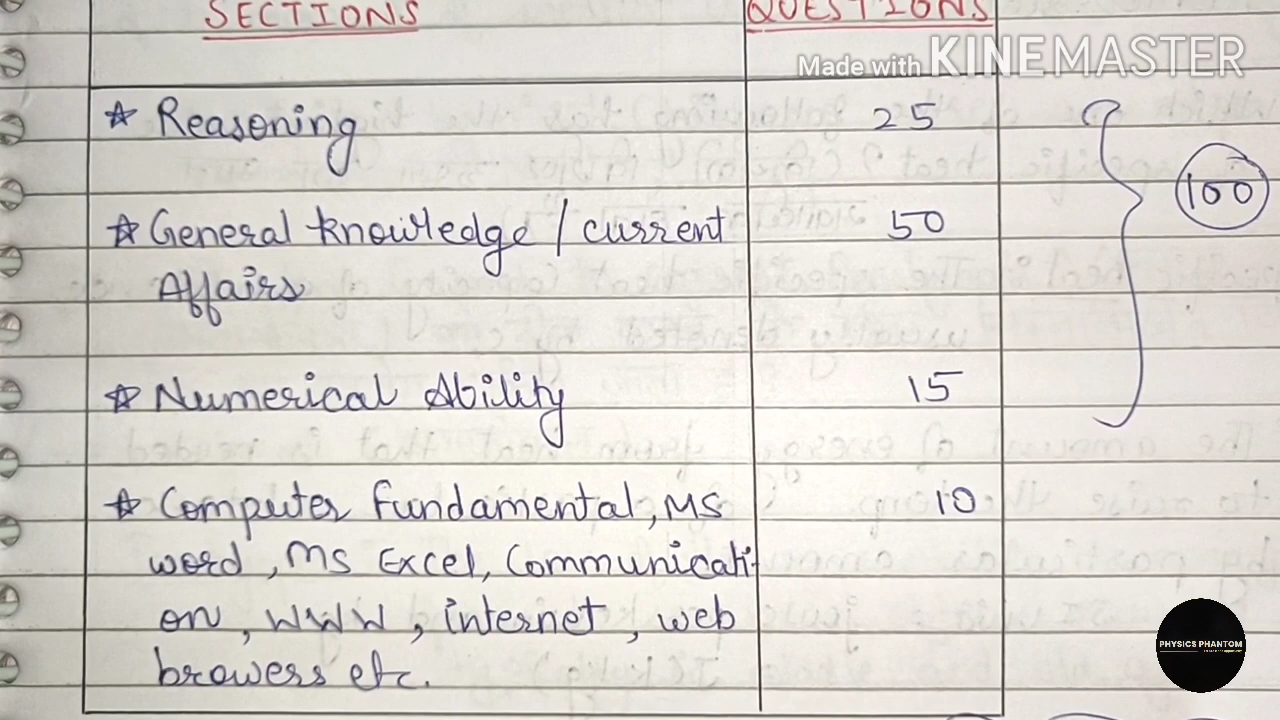 SECTIONS QUESTIONS
Made with KINEMASTER
☆ Reasoning 25
100
☆ General knowledge / current 50
Affairs
☆ Numerical Ability 15
☆ Computer fundamental, MS 10
word, MS Excel, Communicati-
on, WWW, internet, web
browers etc.
PHYSICS PHANTOM